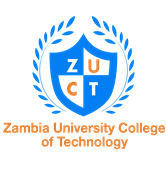 Z U
C T
Zambia University College
of Technology